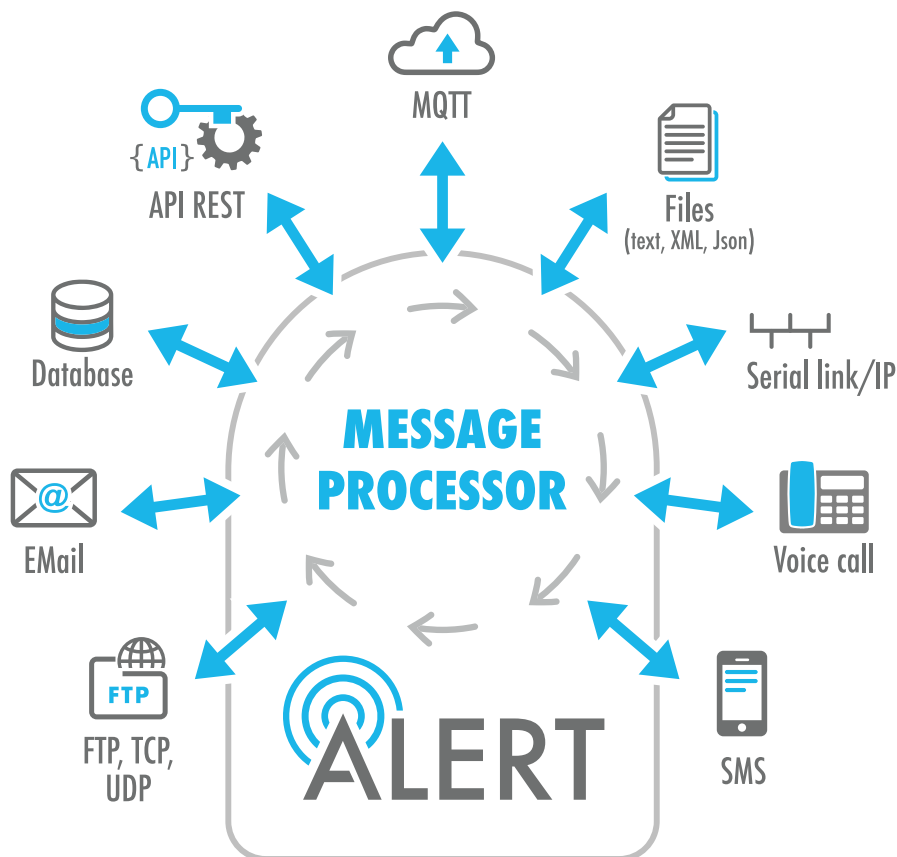 MQTT
{API}
API REST
Files
(text, XML, Json)
Database
Serial link/IP
MESSAGE
PROCESSOR
@
EMail
Voice call
FTP
FTP, TCP,
UDP
ALERT
SMS